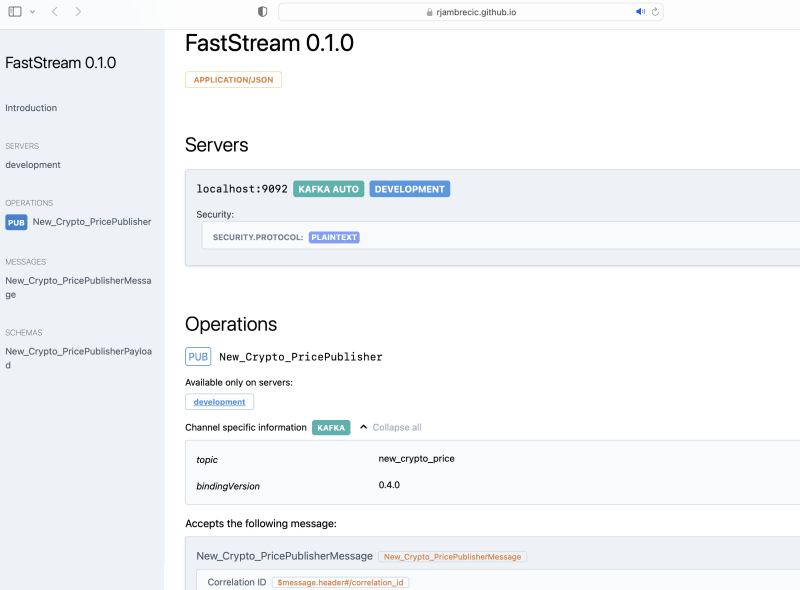 rjambrecic.github.io
FastStream 0.1.0
APPLICATION/JSON
FastStream 0.1.0
Introduction
SERVERS
development
OPERATIONS
PUB New_Crypto_PricePublisher
MESSAGES
New_Crypto_PricePublisherMessa
ge
SCHEMAS
New_Crypto_PricePublisherPayloa
d
Servers
localhost:9092 KAFKA AUTO DEVELOPMENT
Security:
SECURITY.PROTOCOL: PLAINTEXT
Operations
PUB New_Crypto_PricePublisher
Available only on servers:
development
Channel specific information KAFKA Collapse all
topic new_crypto_price
bindingVersion 0.4.0
Accepts the following message:
New_Crypto_PricePublisherMessage New_Crypto_PricePublisherMessage
Correlation ID $message.header#/correlation_id